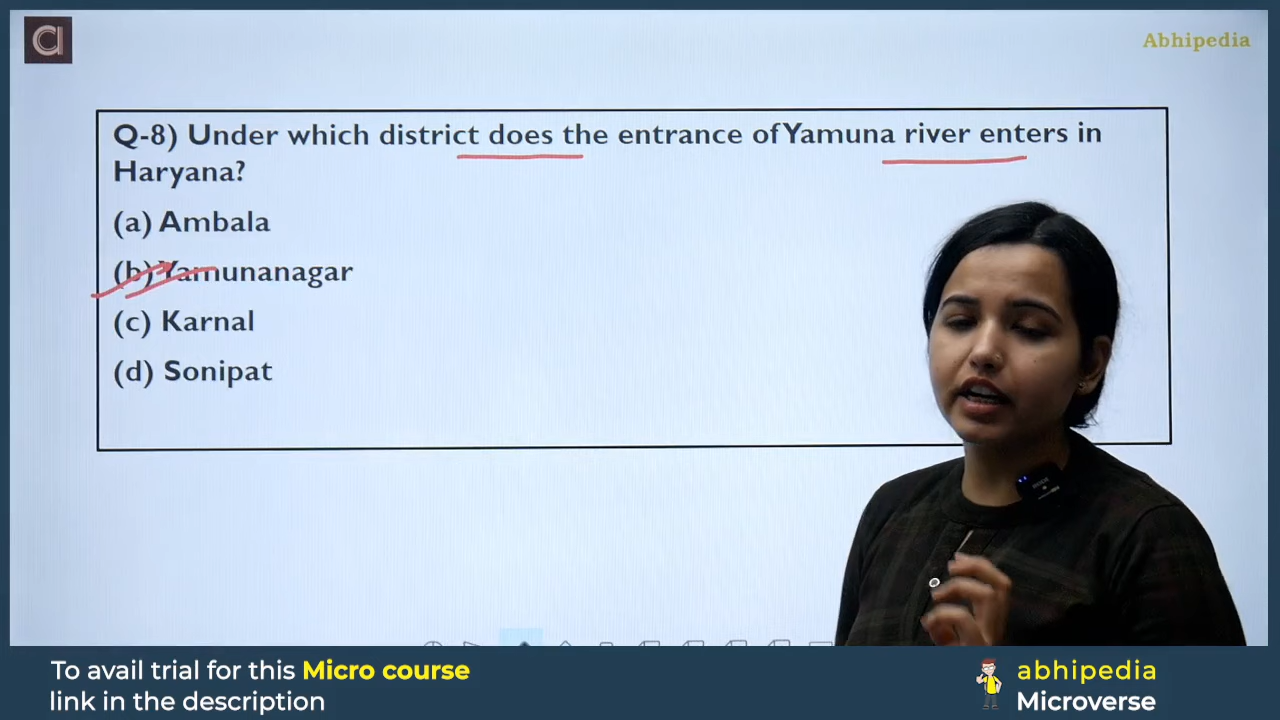 Abhipedia
Q-8) Under which district does the entrance of Yamuna river enters in
Haryana?
(a) Ambala
(b) Yamunanagar
(c) Karnal
(d) Sonipat
To avail trial for this Micro course
link in the description
abhipedia
Microverse